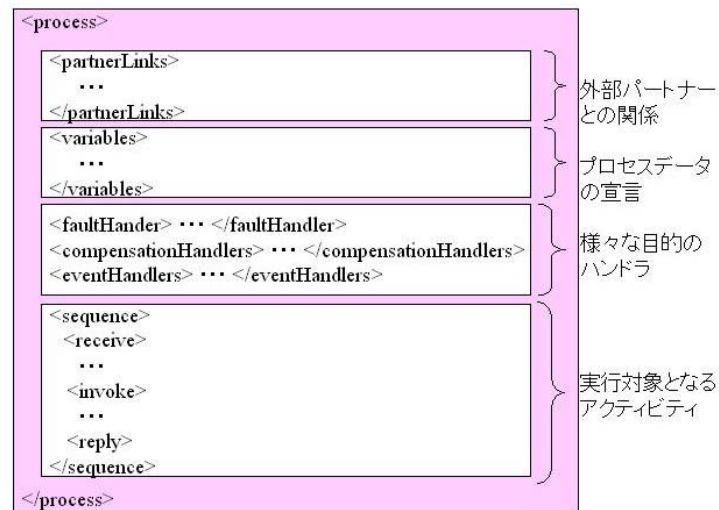 <process>
<partnerLinks>
•••
</partnerLinks>
外部パートナー
との関係
<variables>
•••
</variables>
プロセスデータ
の宣言
<faultHander> ••• </faultHandler>
<compensationHandlers> ••• </compensationHandlers>
<eventHandlers> ••• </eventHandlers>
様々な目的の
ハンドラ
<sequence>
<receive>
•••
<invoke>
•••
<reply>
</sequence>
実行対象となる
アクティビティ
</process>